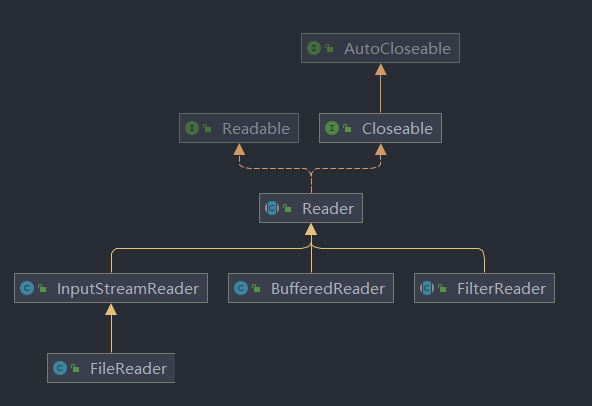 AutoCloseable
Readable
Closeable
Reader
InputStreamReader
BufferedReader
FilterReader
FileReader